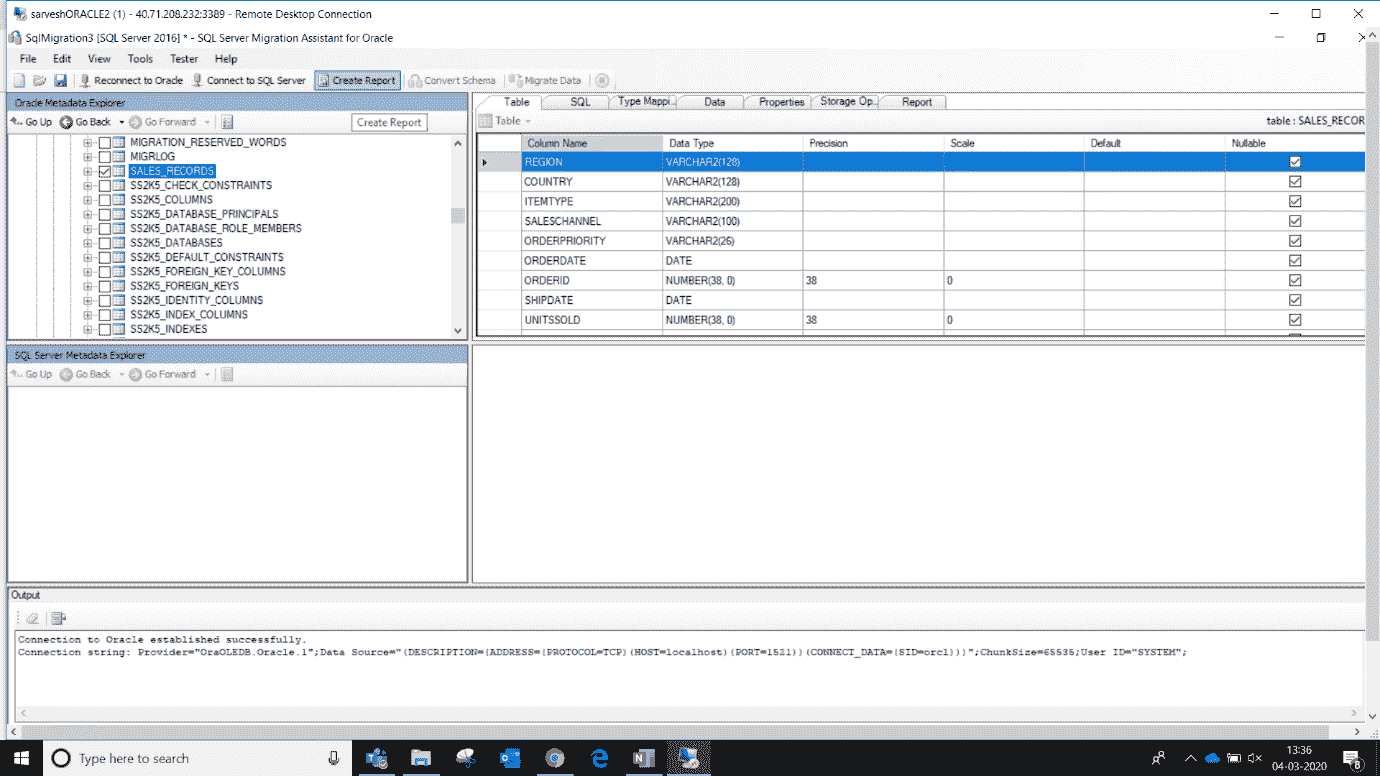 sarveshORACLE2 (1) - 40.71.208.232:3389 - Remote Desktop Connection
SqlMigration3 [SQL Server 2016] * - SQL Server Migration Assistant for Oracle
File Edit View Tools Tester Help
Reconnect to Oracle Connect to SQL Server Create Report Convert Schema Migrate Data
Oracle Metadata Explorer
Go Up Go Back Go Forward Create Report
MIGRATION_RESERVED_WORDS
MIGRLOG
SALES_RECORDS
SS2K5_CHECK_CONSTRAINTS
SS2K5_COLUMNS
SS2K5_DATABASE_PRINCIPALS
SS2K5_DATABASE_ROLE_MEMBERS
SS2K5_DATABASES
SS2K5_DEFAULT_CONSTRAINTS
SS2K5_FOREIGN_KEY_COLUMNS
SS2K5_FOREIGN_KEYS
SS2K5_IDENTITY_COLUMNS
SS2K5_INDEX_COLUMNS
SS2K5_INDEXES
Table SQL Type Mappi... Data Properties Storage Op... Report
Table table : SALES_RECOR
Column Name Data Type Precision Scale Default Nullable
REGION VARCHAR2(128)
COUNTRY VARCHAR2(128)
ITEMTYPE VARCHAR2(200)
SALESCHANNEL VARCHAR2(100)
ORDERPRIORITY VARCHAR2(26)
ORDERDATE DATE
ORDERID NUMBER(38, 0) 38 0
SHIPDATE DATE
UNITSSOLD NUMBER(38, 0) 38 0
SQL Server Metadata Explorer
Go Up Go Back Go Forward
Output
Connection to Oracle established successfully.
Connection string: Provider="OraOLEDB.Oracle.1";Data Source="(DESCRIPTION=(ADDRESS=(PROTOCOL=TCP)(HOST=localhost)(PORT=1521))(CONNECT_DATA=(SID=orcl)))";ChunkSize=65535;User ID="SYSTEM";
Type here to search
13:36
04-03-2020
8